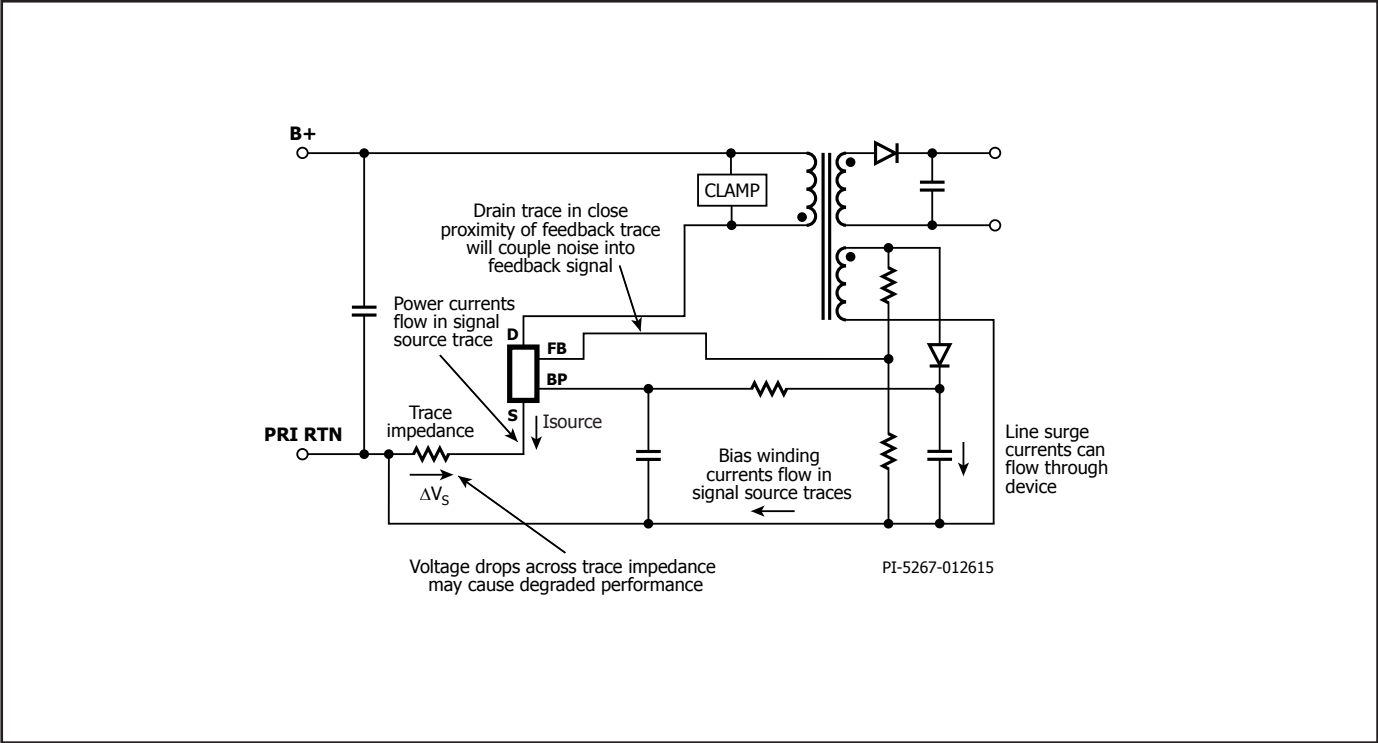 B+
CLAMP
Drain trace in close
proximity of feedback trace
will couple noise into
feedback signal
Power currents
flow in signal
source trace
D
FB
BP
S
Isource
Trace
impedance
PRI RTN
ΔVS
Bias winding
currents flow in
signal source traces
Line surge
currents can
flow through
device
Voltage drops across trace impedance
may cause degraded performance
PI-5267-012615